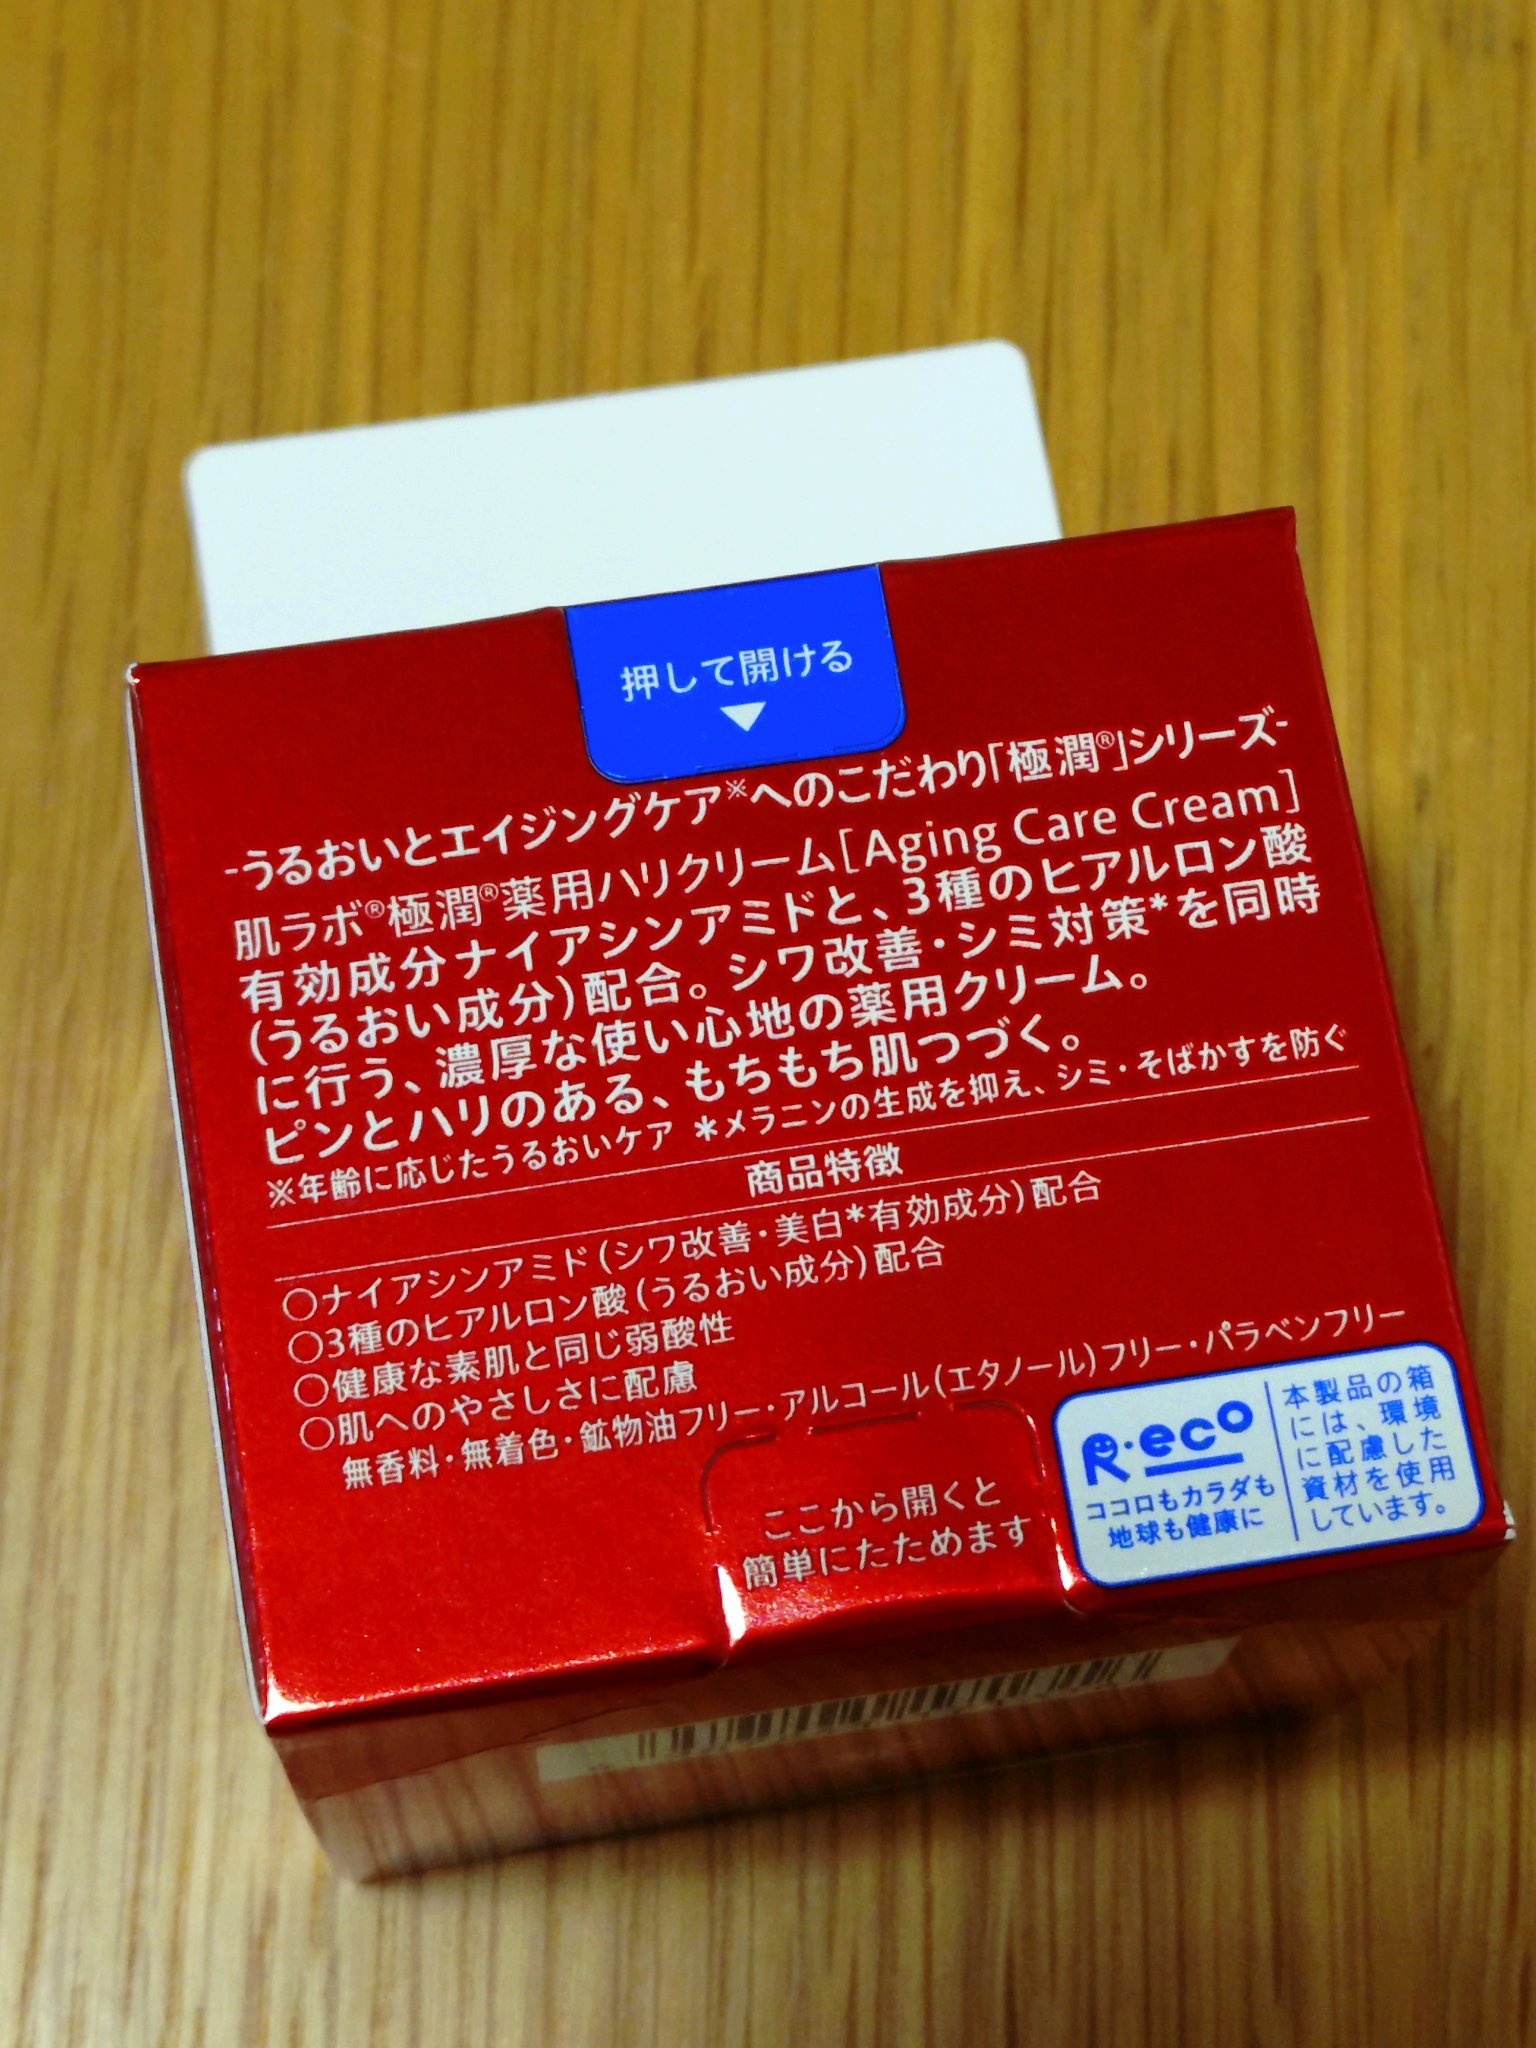 押して開ける
-うるおいとエイジングケア※へのこだわり「極潤®」シリーズ-
肌ラボ®極潤®薬用ハリクリーム[Aging Care Cream]
有効成分ナイアシンアミドと、3種のヒアルロン酸
(うるおい成分)配合。シワ改善・シミ対策*を同時
に行う、濃厚な使い心地の薬用クリーム。
ピンとハリのある、もちもち肌つづく。
※年齢に応じたうるおいケア *メラニンの生成を抑え、シミ・そばかすを防ぐ
商品特徴
○ナイアシンアミド(シワ改善・美白*有効成分)配合
○3種のヒアルロン酸(うるおい成分)配合
○健康な素肌と同じ弱酸性
○肌へのやさしさに配慮
無香料・無着色・鉱物油フリー・アルコール(エタノール)フリー・パラベンフリー
ここから開くと
簡単にたためます
R・eco
ココロもカラダも
地球も健康に
本製品の箱
には、環境
に配慮した
資材を使用
しています。